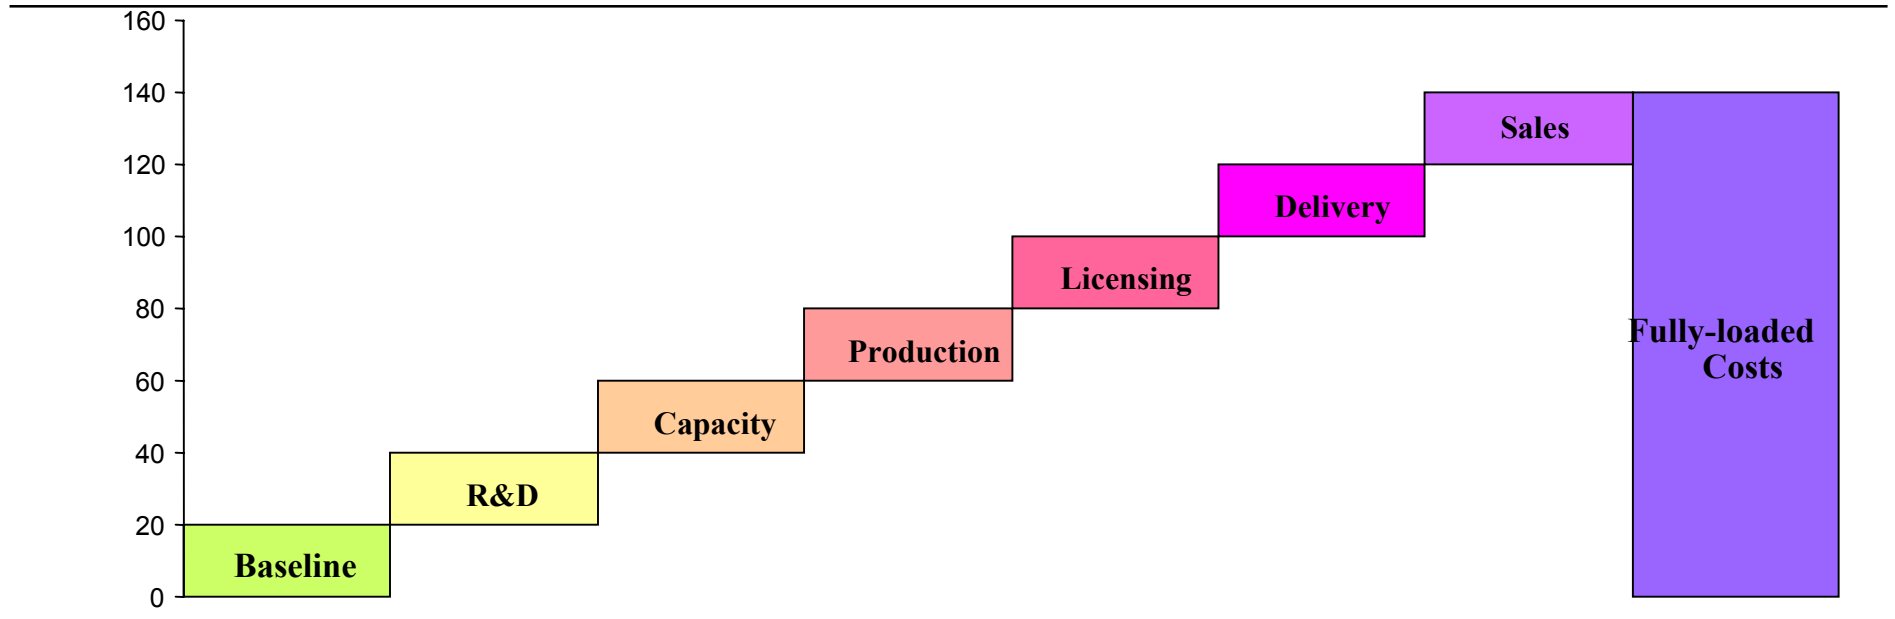 160
140
120
100
80
60
40
20
0
Sales
Delivery
Licensing
Production
Capacity
R&D
Baseline
Fully-loaded
Costs